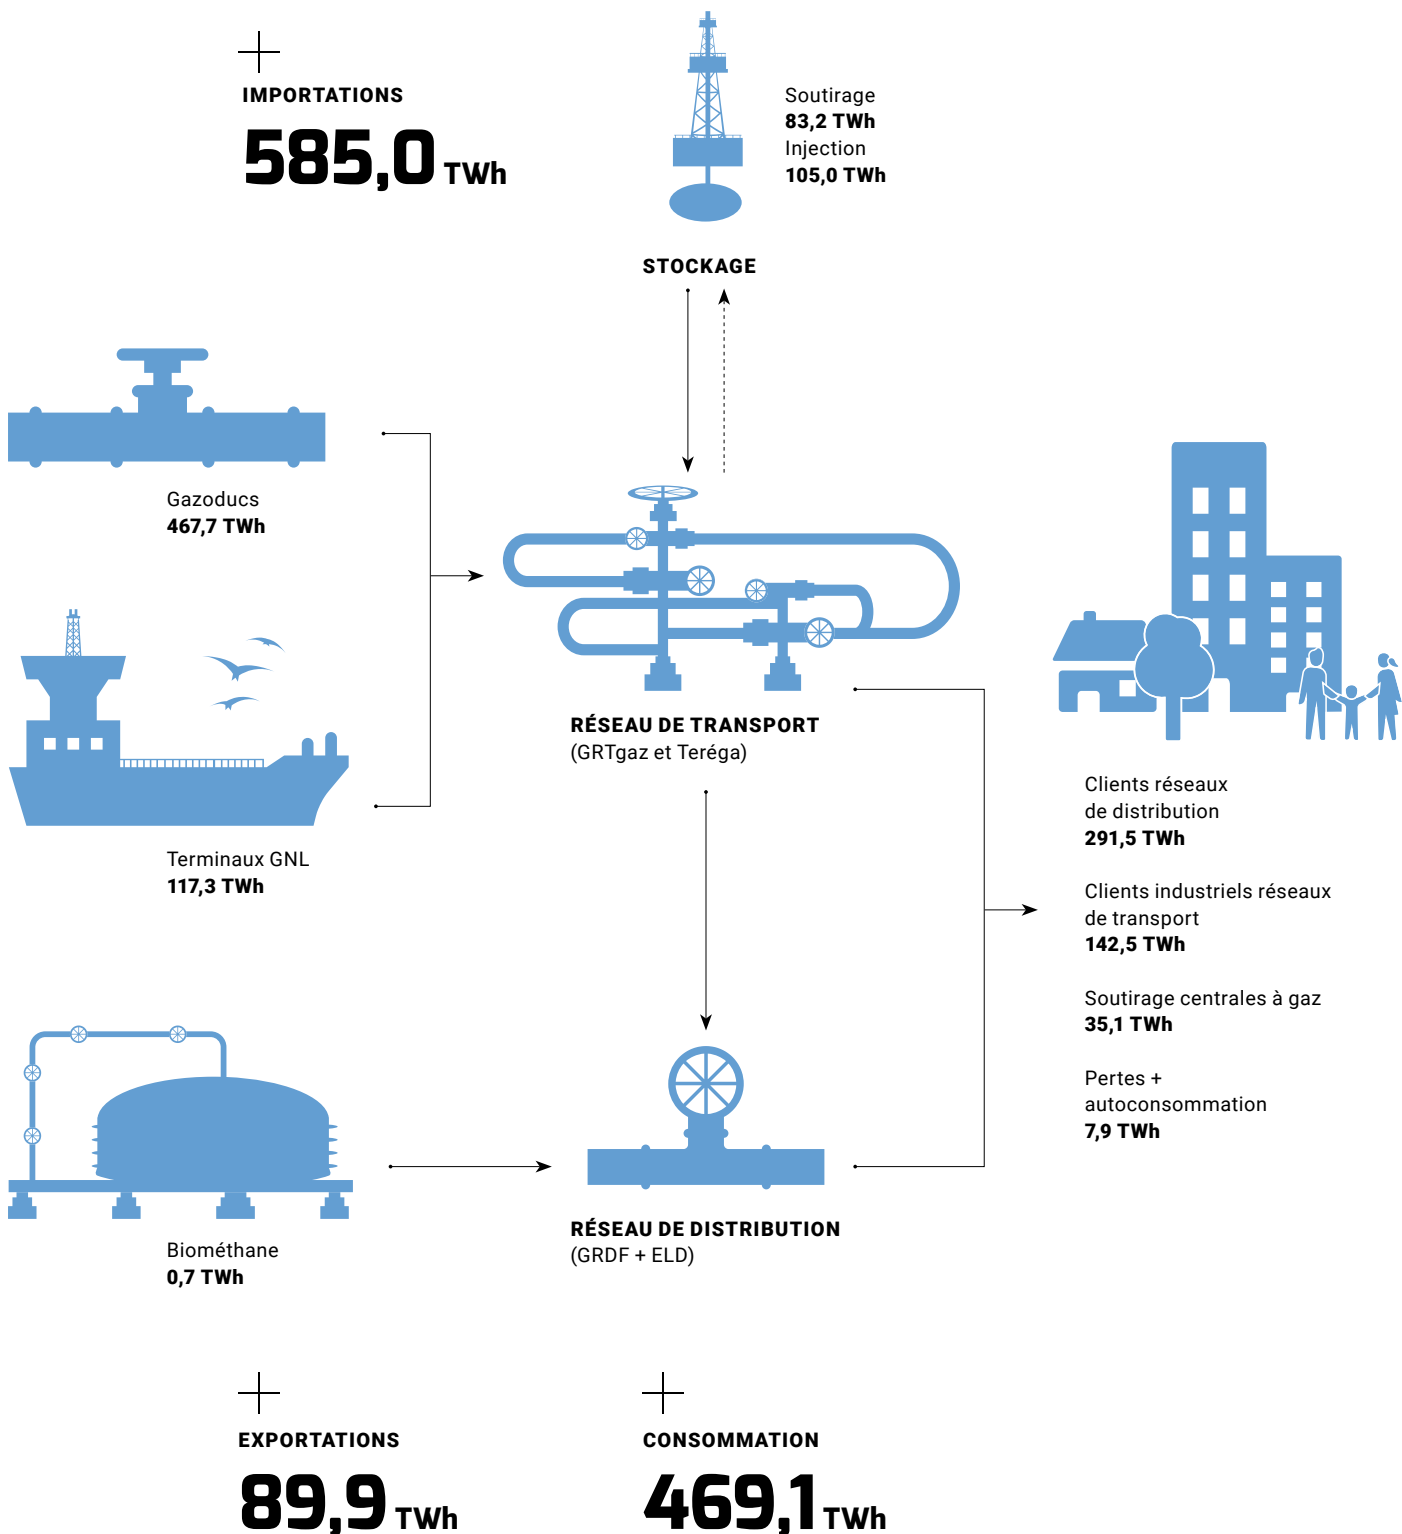 IMPORTATIONS
585,0 TWh
Soutirage
83,2 TWh
Injection
105,0 TWh
STOCKAGE
Gazoducs
467,7 TWh
Terminaux GNL
117,3 TWh
RÉSEAU DE TRANSPORT
(GRTgaz et Teréga)
Clients réseaux
de distribution
291,5 TWh
Clients industriels réseaux
de transport
142,5 TWh
Soutirage centrales à gaz
35,1 TWh
Pertes +
autoconsommation
7,9 TWh
Biométhane
0,7 TWh
RÉSEAU DE DISTRIBUTION
(GRDF + ELD)
EXPORTATIONS
89,9 TWh
CONSOMMATION
469,1 TWh